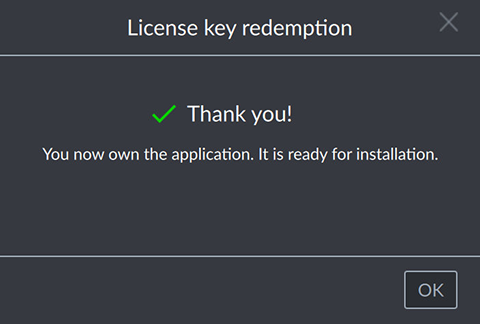 License key redemption
Thank you!
You now own the application. It is ready for installation.
OK